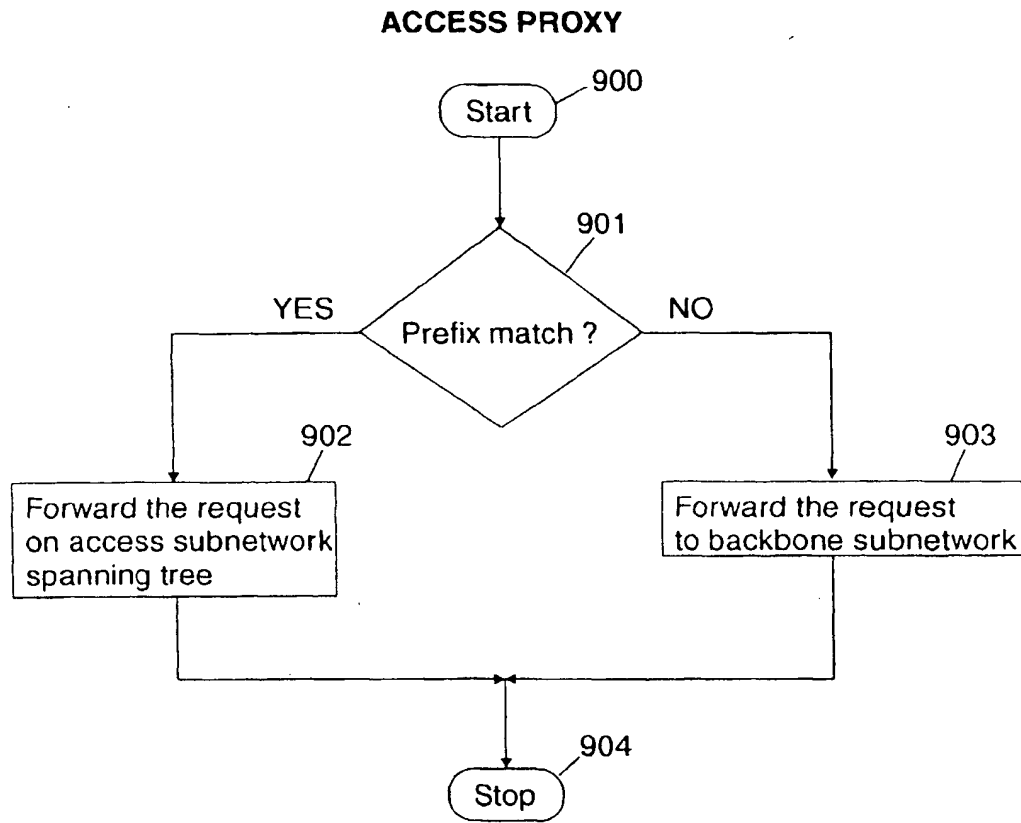 ACCESS PROXY
900
Start
901
YES
NO
Prefix match ?
902
903
Forward the request
on access subnetwork
spanning tree
Forward the request
to backbone subnetwork
904
Stop